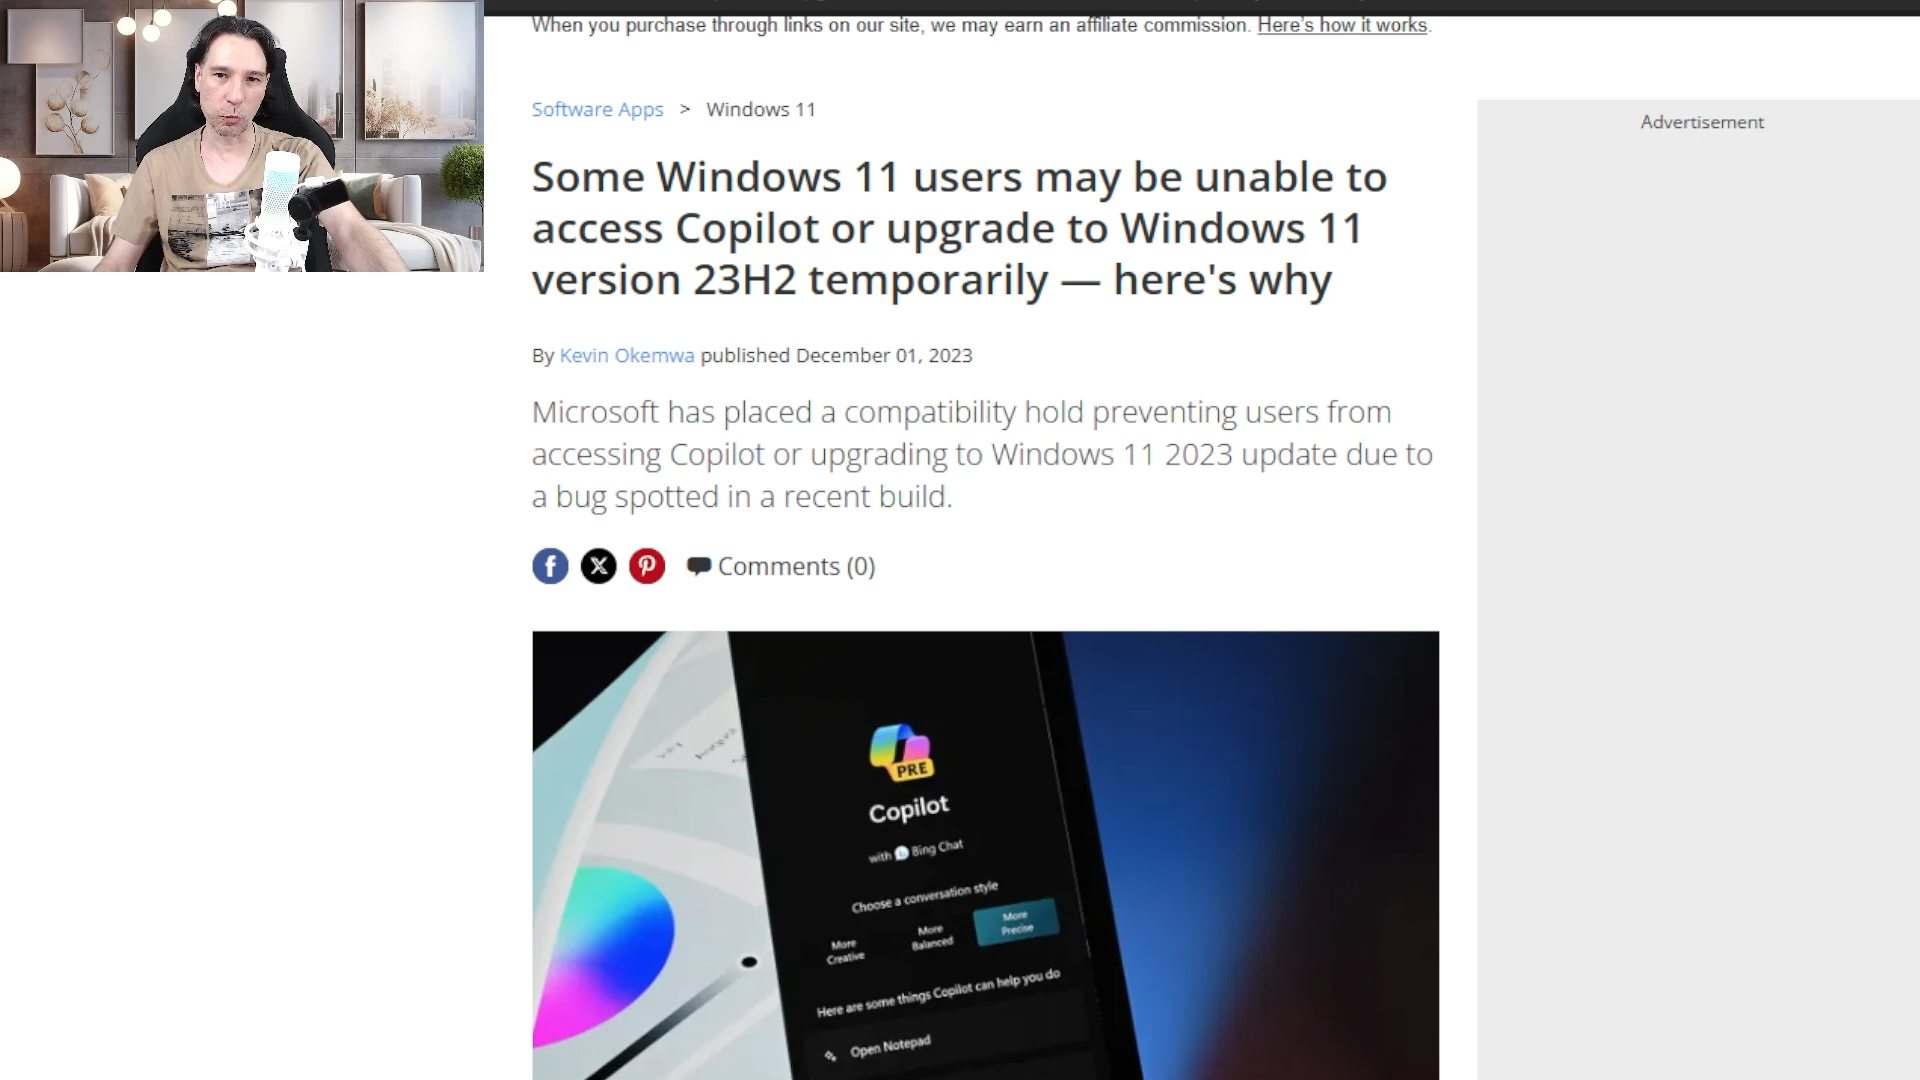 When you purchase through links on our site, we may earn an affiliate commission. Here's how it works.
Software Apps > Windows 11
Advertisement
Some Windows 11 users may be unable to
access Copilot or upgrade to Windows 11
version 23H2 temporarily — here's why
By Kevin Okemwa published December 01, 2023
Microsoft has placed a compatibility hold preventing users from
accessing Copilot or upgrading to Windows 11 2023 update due to
a bug spotted in a recent build.
Comments (0)
PRE
Copilot
with Bing Chat
Choose a conversation style
More
Creative
More
Balanced
More
Precise
Here are some things Copilot can help you do
Open Notepad